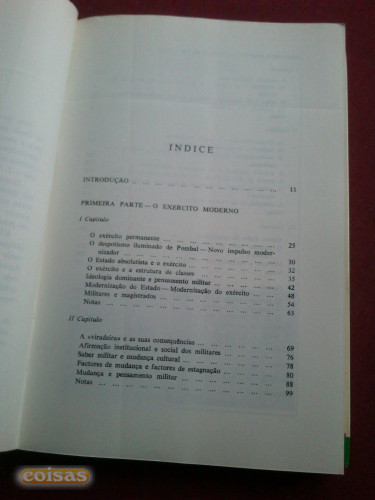 INDICE
INTRODUÇÃO ... 11
PRIMEIRA PARTE — O EXERCITO MODERNO
I Capítulo
O exército permanente ... 25
O despotismo iluminado de Pombal — Novo impulso moder-
nizador ... 30
O Estado absolutista e o exército ... 32
O exército e a estrutura de classes ... 35
Ideologia dominante e pensamento militar ... 42
Modernização do Estado — Modernização do exército ... 48
Militares e magistrados ... 54
Notas ... 63
II Capítulo
A «viradeira» e as suas consequências ... 69
Afirmação institucional e social dos militares ... 76
Saber militar e mudança cultural ... 78
Factores de mudança e factores de estagnação ... 80
Mudança e pensamento militar ... 88
Notas ... 99
coisas